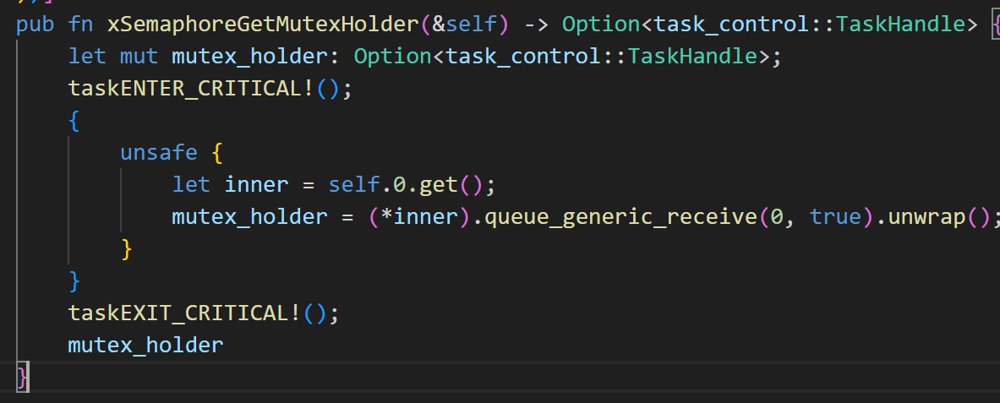 pub fn xSemaphoreGetMutexHolder(&self) -> Option<task_control::TaskHandle> {
let mut mutex_holder: Option<task_control::TaskHandle>;
taskENTER_CRITICAL!();
{
unsafe {
let inner = self.0.get();
mutex_holder = (*inner).queue_generic_receive(0, true).unwrap();
}
}
taskEXIT_CRITICAL!();
mutex_holder
}